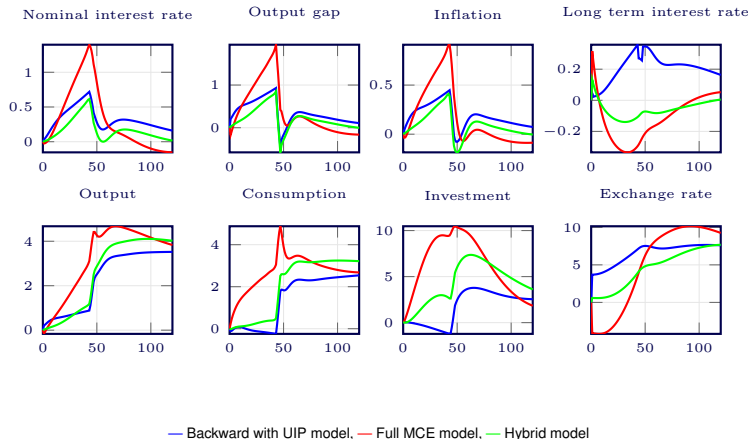 Nominal interest rate
Output gap
Inflation
Long term interest rate
1
0.5
0
0 50 100
1
0
0 50 100
1
0.5
0
0 50 100
0.2
0
−0.2
0 50 100
Output
Consumption
Investment
Exchange rate
4
2
0
0 50 100
4
2
0
0 50 100
10
5
0
0 50 100
10
5
0
0 50 100
Backward with UIP model, Full MCE model, Hybrid model